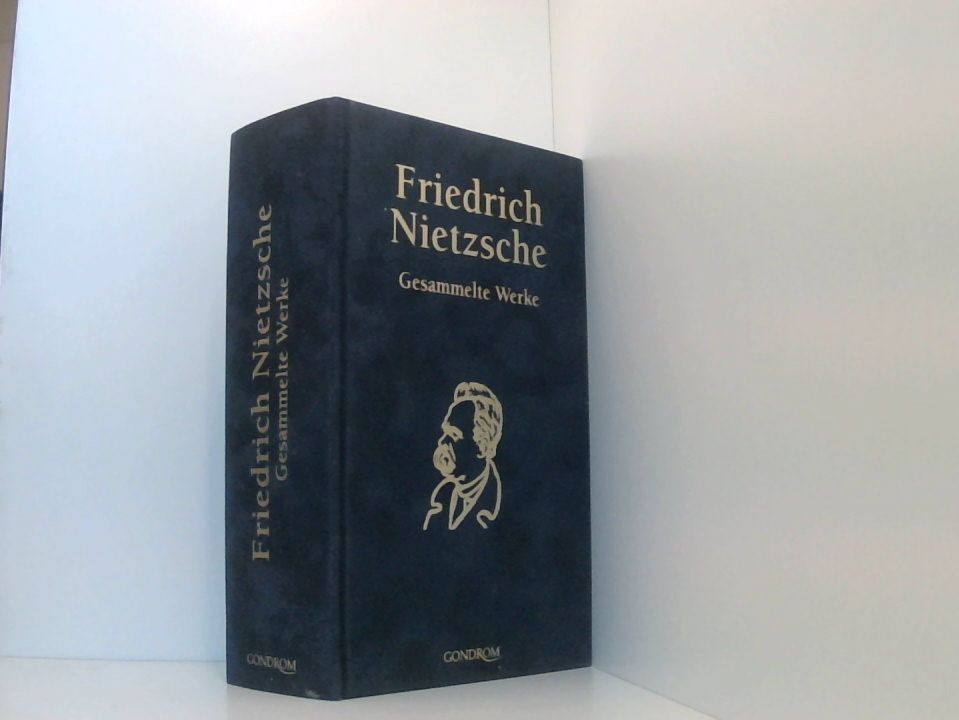 Friedrich Nietzsche
Gesammelte Werke
GONDROM
Friedrich
Nietzsche
Gesammelte Werke
GONDROM